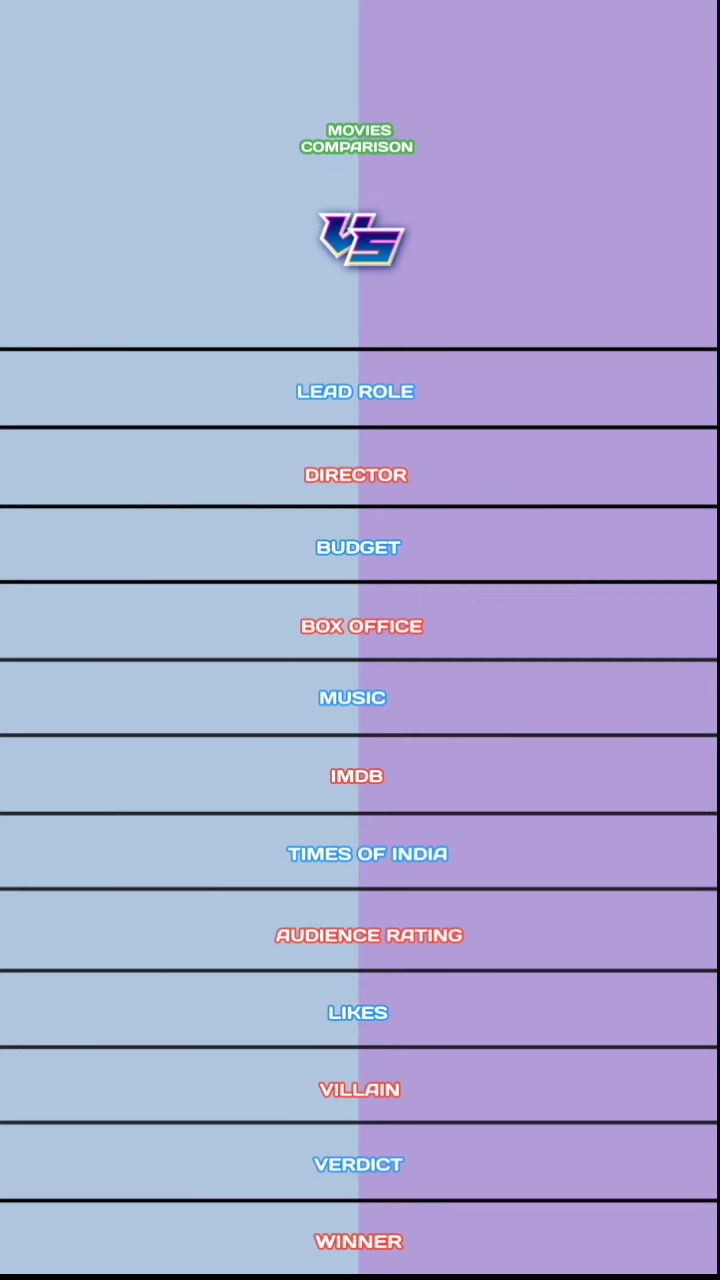 MOVIES
COMPARISON
VS
LEAD ROLE
DIRECTOR
BUDGET
BOX OFFICE
MUSIC
IMDB
TIMES OF INDIA
AUDIENCE RATING
LIKES
VILLAIN
VERDICT
WINNER